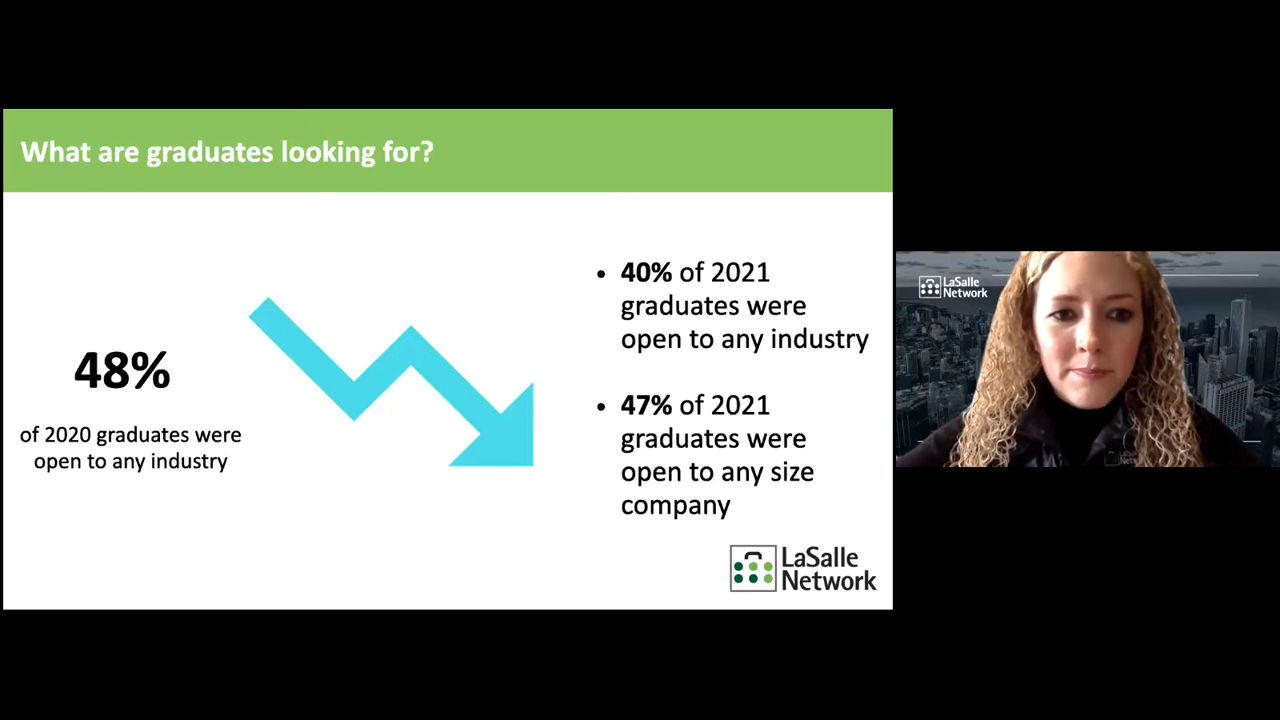 What are graduates looking for?
48%
of 2020 graduates were
open to any industry
• 40% of 2021
graduates were
open to any industry
• 47% of 2021
graduates were
open to any size
company
LaSalle
Network
LaSalle
Network